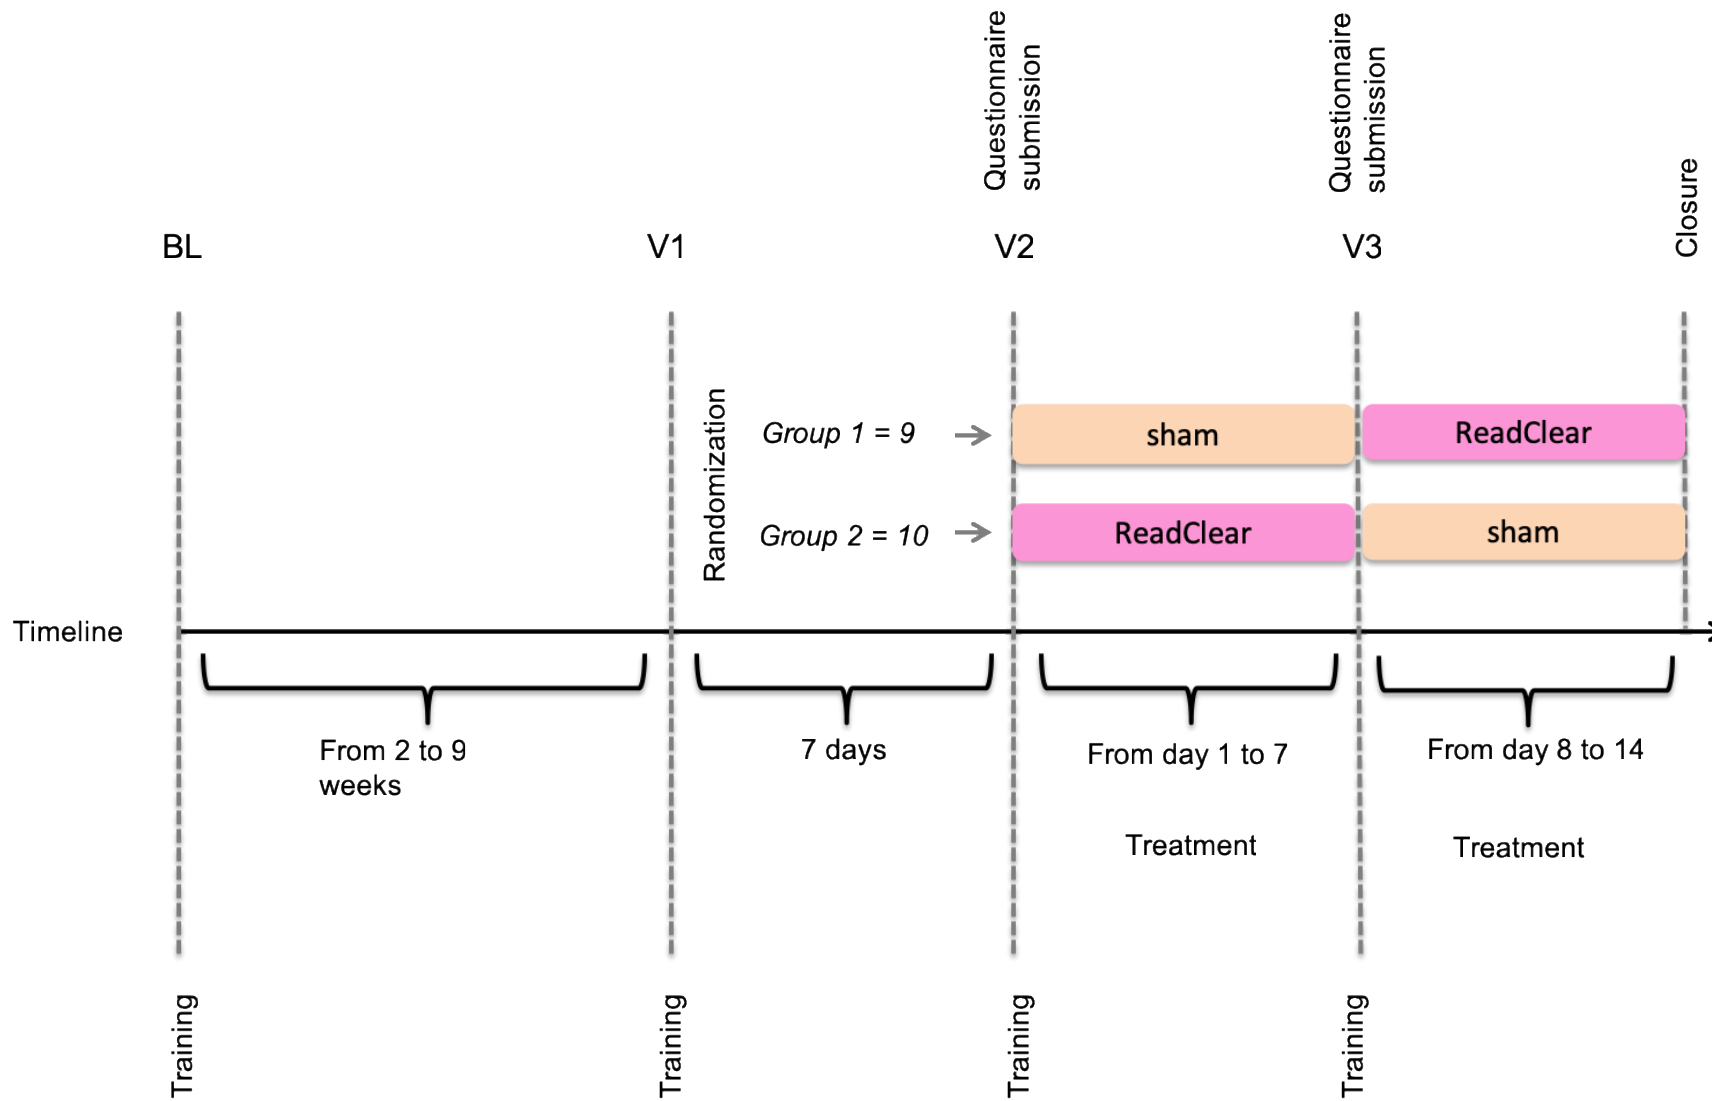 Questionnaire
submission
Questionnaire
submission
Closure
BL
V1
V2
V3
Randomization
Group 1 = 9
sham
ReadClear
Group 2 = 10
ReadClear
sham
Timeline
From 2 to 9
weeks
7 days
From day 1 to 7
From day 8 to 14
Treatment
Treatment
Training
Training
Training
Training